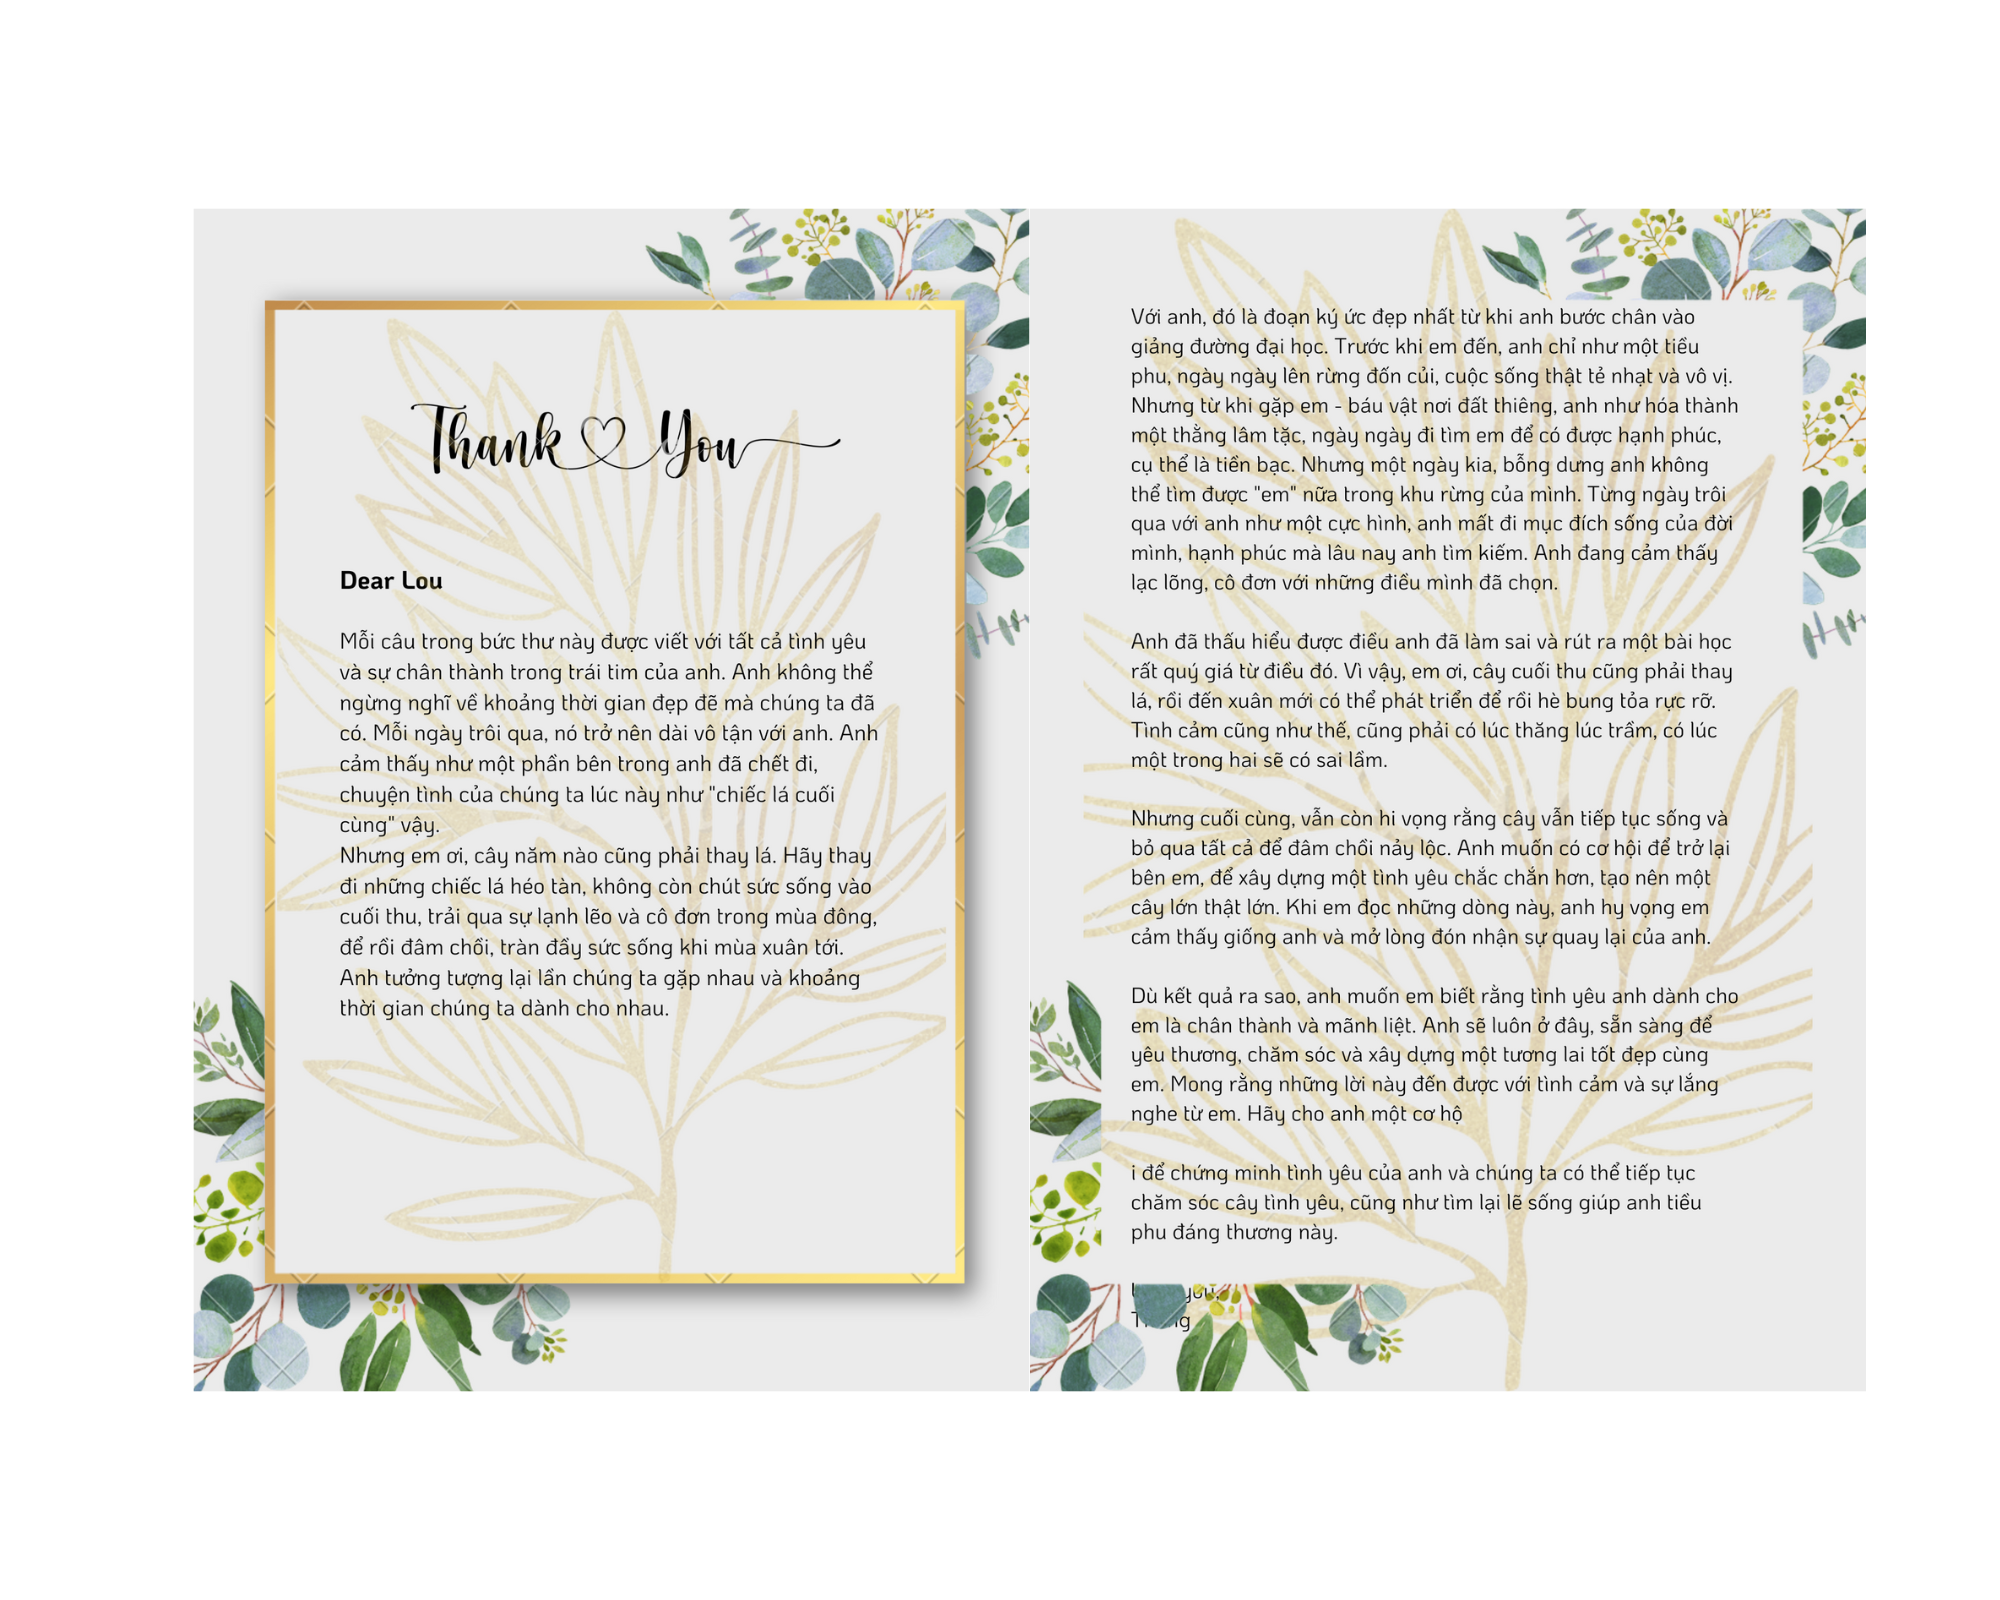 Thank You
Dear Lou
Mỗi câu trong bức thư này được viết với tất cả tình yêu
và sự chân thành trong trái tim của anh. Anh không thể
ngừng nghĩ về khoảng thời gian đẹp đẽ mà chúng ta đã
có. Mỗi ngày trôi qua, nó trở nên dài vô tận với anh. Anh
cảm thấy như một phần bên trong anh đã chết đi,
chuyện tình của chúng ta lúc này như "chiếc lá cuối
cùng" vậy.
Nhưng em ơi, cây năm nào cũng phải thay lá. Hãy thay
đi những chiếc lá héo tàn, không còn chút sức sống vào
cuối thu, trải qua sự lạnh lẽo và cô đơn trong mùa đông,
để rồi đâm chồi, tràn đầy sức sống khi mùa xuân tới.
Anh tưởng tượng lại lần chúng ta gặp nhau và khoảng
thời gian chúng ta dành cho nhau.
Với anh, đó là đoạn ký ức đẹp nhất từ khi anh bước chân vào
giảng đường đại học. Trước khi em đến, anh chỉ như một tiều
phu, ngày ngày lên rừng đốn củi, cuộc sống thật tẻ nhạt và vô vị.
Nhưng từ khi gặp em - báu vật nơi đất thiêng, anh như hóa thành
một thằng lâm tặc, ngày ngày đi tìm em để có được hạnh phúc,
cụ thể là tiền bạc. Nhưng một ngày kia, bỗng dưng anh không
thể tìm được "em" nữa trong khu rừng của mình. Từng ngày trôi
qua với anh như một cực hình, anh mất đi mục đích sống của đời
mình, hạnh phúc mà lâu nay anh tìm kiếm. Anh đang cảm thấy
lạc lõng, cô đơn với những điều mình đã chọn.
Anh đã thấu hiểu được điều anh đã làm sai và rút ra một bài học
rất quý giá từ điều đó. Vì vậy, em ơi, cây cuối thu cũng phải thay
lá, rồi đến xuân mới có thể phát triển để rồi hè bung tỏa rực rỡ.
Tình cảm cũng như thế, cũng phải có lúc thăng lúc trầm, có lúc
một trong hai sẽ có sai lầm.
Nhưng cuối cùng, vẫn còn hi vọng rằng cây vẫn tiếp tục sống và
bỏ qua tất cả để đâm chồi nảy lộc. Anh muốn có cơ hội để trở lại
bên em, để xây dựng một tình yêu chắc chắn hơn, tạo nên một
cây lớn thật lớn. Khi em đọc những dòng này, anh hy vọng em
cảm thấy giống anh và mở lòng đón nhận sự quay lại của anh.
Dù kết quả ra sao, anh muốn em biết rằng tình yêu anh dành cho
em là chân thành và mãnh liệt. Anh sẽ luôn ở đây, sẵn sàng để
yêu thương, chăm sóc và xây dựng một tương lai tốt đẹp cùng
em. Mong rằng những lời này đến được với tình cảm và sự lắng
nghe từ em. Hãy cho anh một cơ hộ
i để chứng minh tình yêu của anh và chúng ta có thể tiếp tục
chăm sóc cây tình yêu, cũng như tìm lại lẽ sống giúp anh tiều
phu đáng thương này.